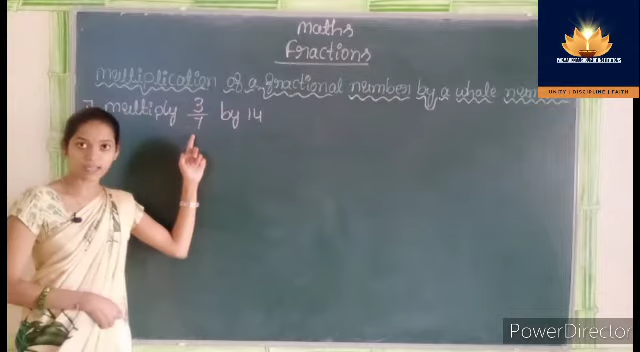 Maths
Fractions
Multiplication of a fractional number by a whole
multiply 3/7 by 14
UNITY | DISCIPLINE | FAITH
PowerDirector